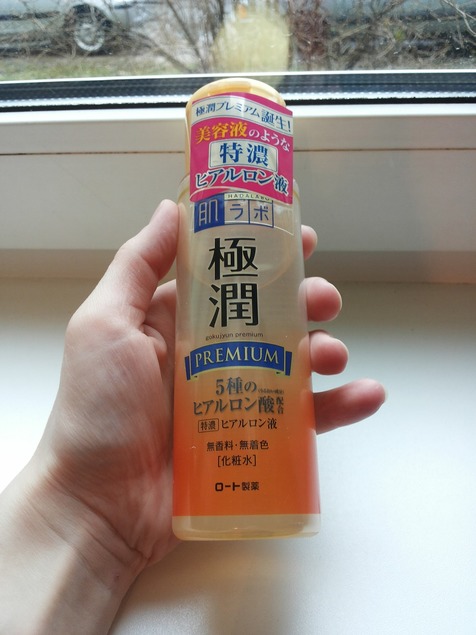 極潤プレミアム誕生!
美容液のような
特濃
ヒアルロン液
HADALABO
肌ラボ
極
潤
gokujyun premium
PREMIUM
5種の
ヒアルロン酸配合
特濃 ヒアルロン液
無香料・無着色
[化粧水]
ロート製薬